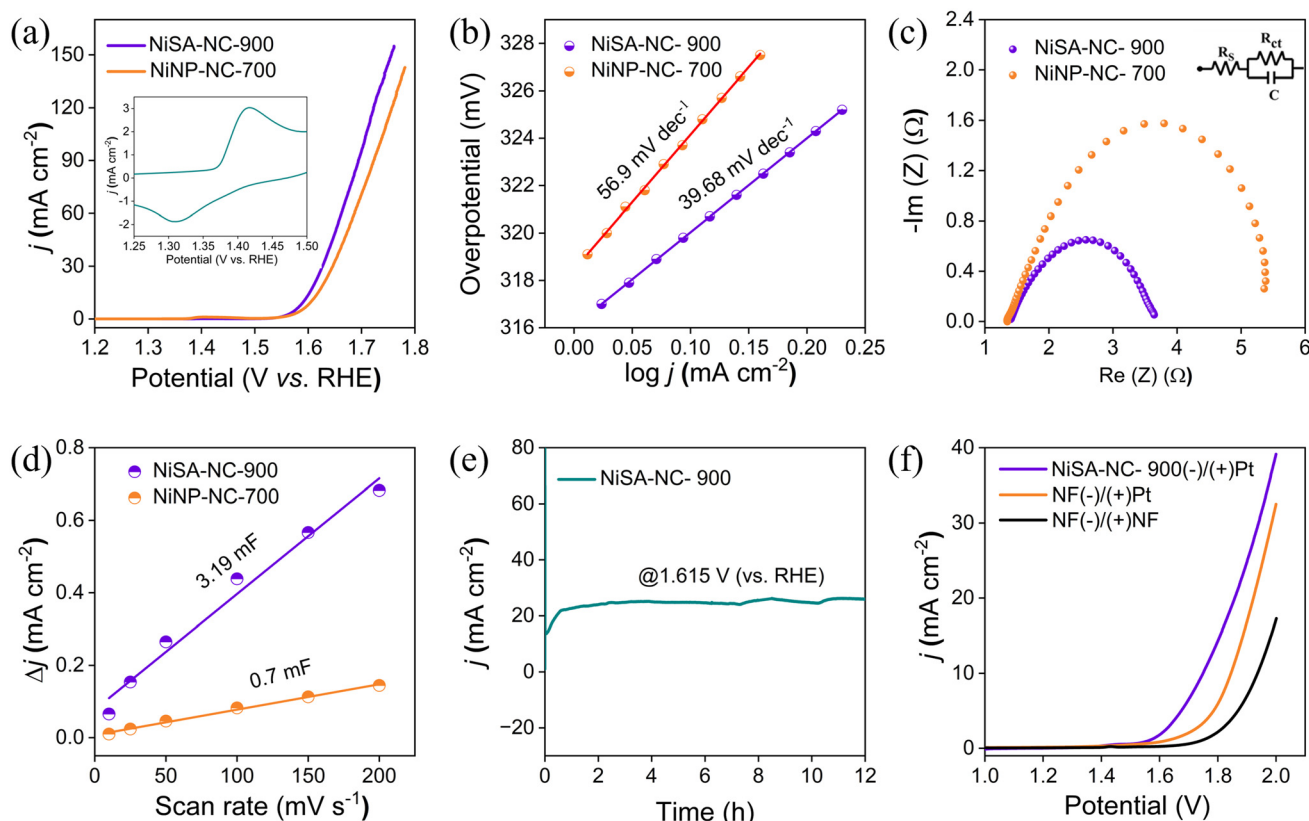 (a)
NiSA-NC-900
NiNP-NC-700
j (mA cm-2)
150
120
90
60
30
0
1.2 1.3 1.4 1.5 1.6 1.7 1.8
Potential (V vs. RHE)
j (mA cm-2)
3
2
1
0
-1
-2
1.25 1.30 1.35 1.40 1.45 1.50
Potential (V vs. RHE)
(b)
NiSA-NC- 900
NiNP-NC- 700
Overpotential (mV)
328
326
324
322
320
318
316
56.9 mV dec-1
39.68 mV dec-1
0.00 0.05 0.10 0.15 0.20 0.25
log j (mA cm-2)
(c)
NiSA-NC- 900
NiNP-NC- 700
RS
Rct
C
-Im (Z) (Ω)
-2.4
2.0
1.6
1.2
0.8
0.4
0.0
1 2 3 4 5 6
Re (Z) (Ω)
(d)
NiSA-NC-900
NiNP-NC-700
Δj (mA cm-2)
0.8
0.6
0.4
0.2
0.0
3.19 mF
0.7 mF
0 50 100 150 200
Scan rate (mV s-1)
(e)
NiSA-NC- 900
j (mA cm-2)
80
60
40
20
0
−20
@1.615 V (vs. RHE)
0 2 4 6 8 10 12
Time (h)
(f)
NiSA-NC- 900(-)/(+)Pt
NF(-)/(+)Pt
NF(-)/(+)NF
j (mA cm-2)
40
30
20
10
0
1.0 1.2 1.4 1.6 1.8 2.0
Potential (V)